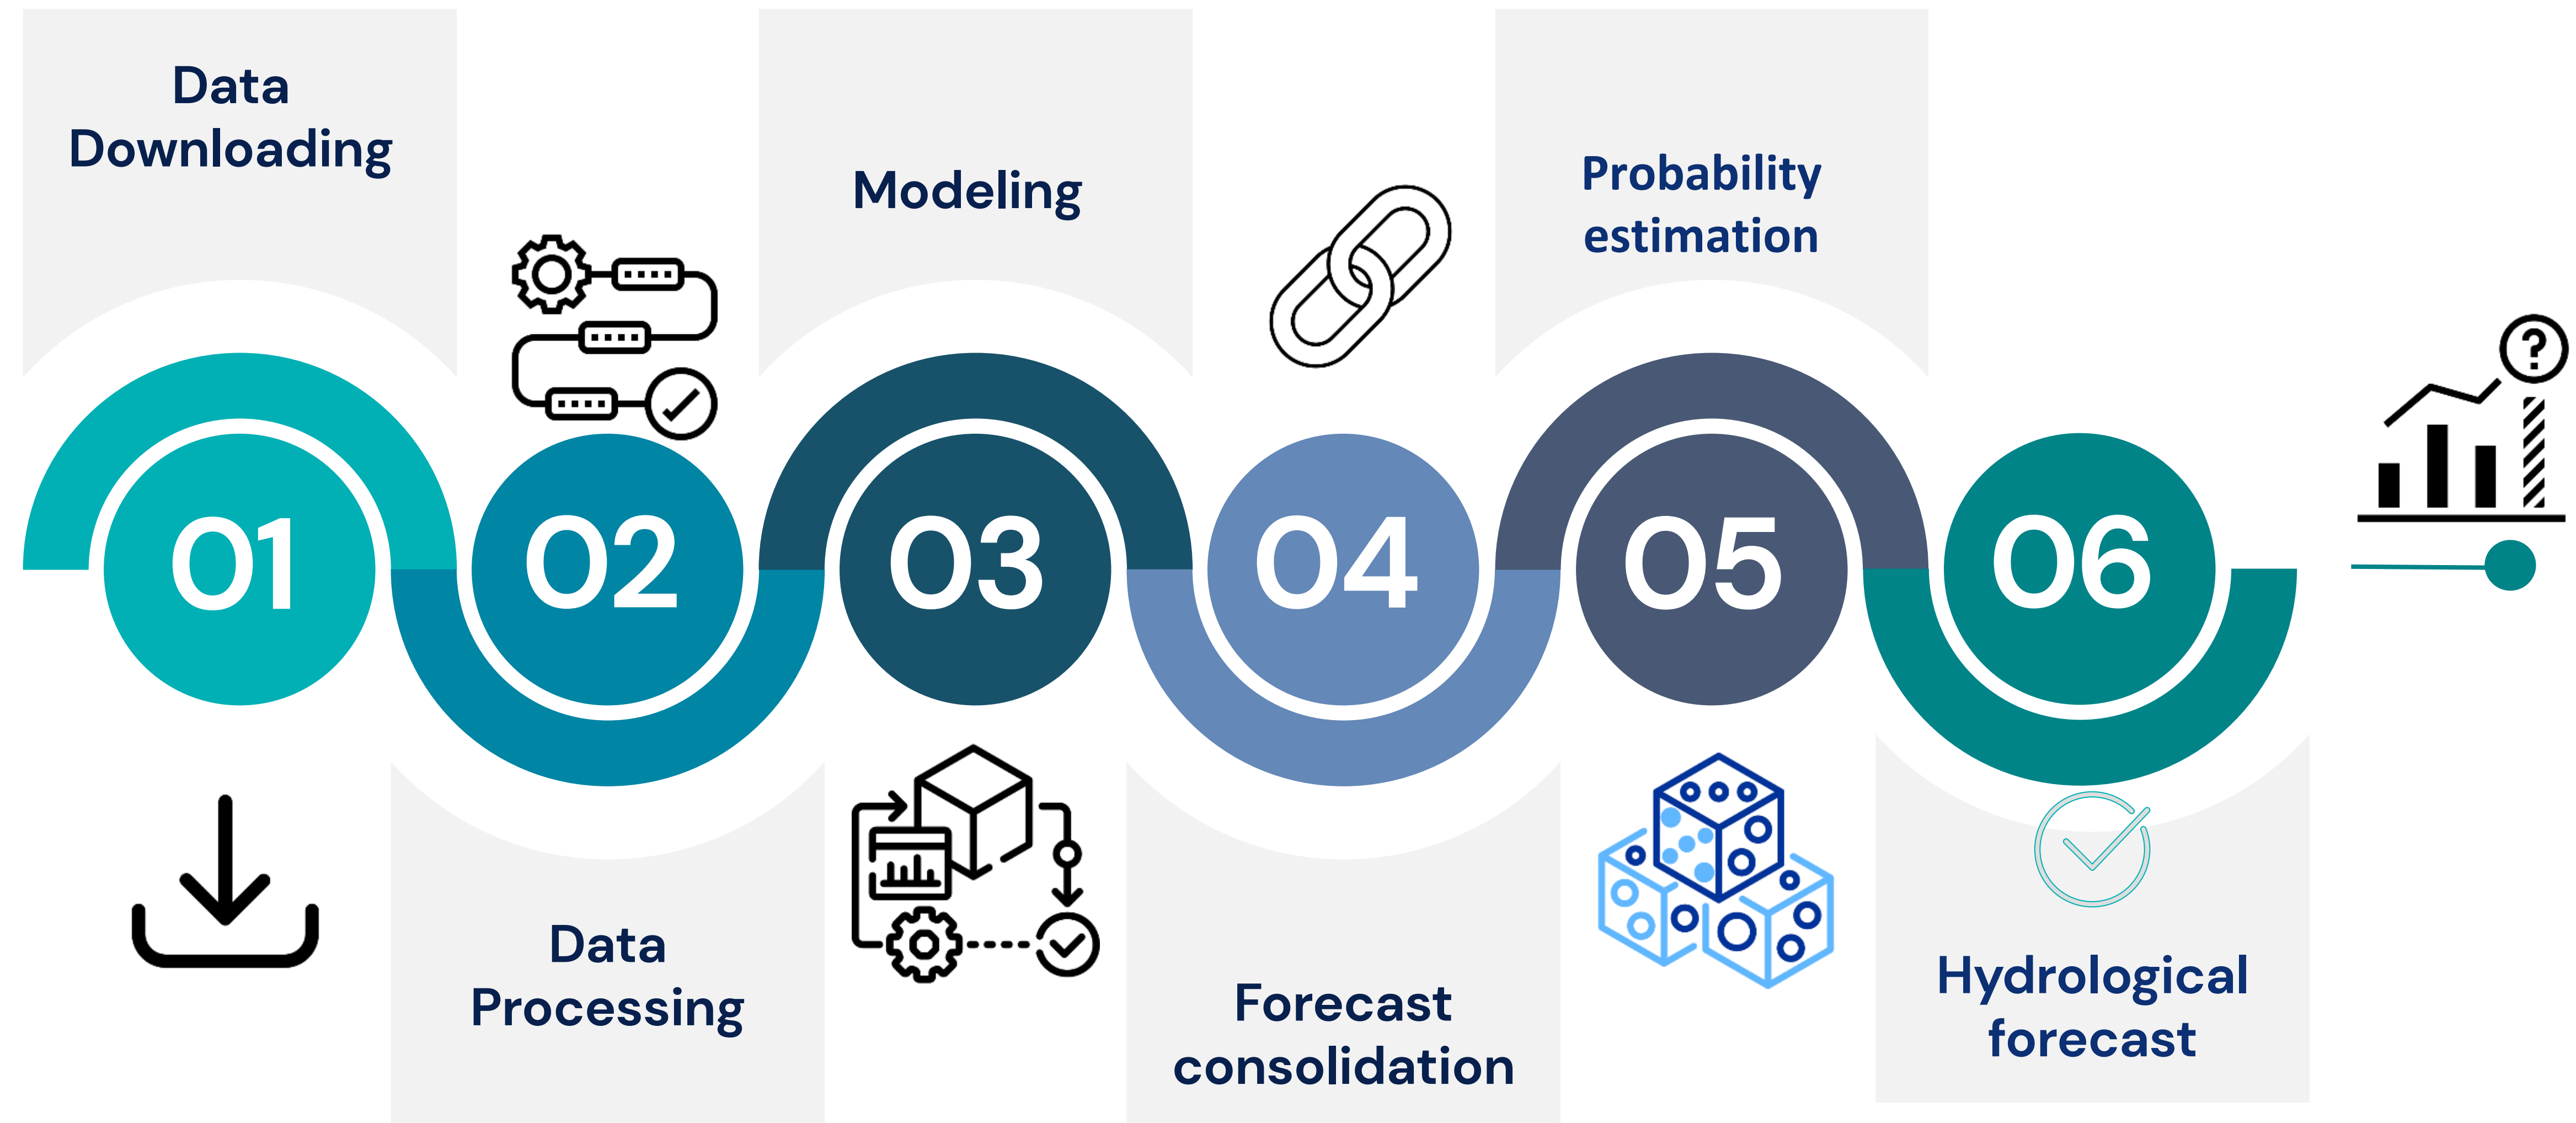 Data
Downloading
01
02
Data
Processing
Modeling
03
04
Forecast
consolidation
Probability
estimation
05
06
Hydrological
forecast
?